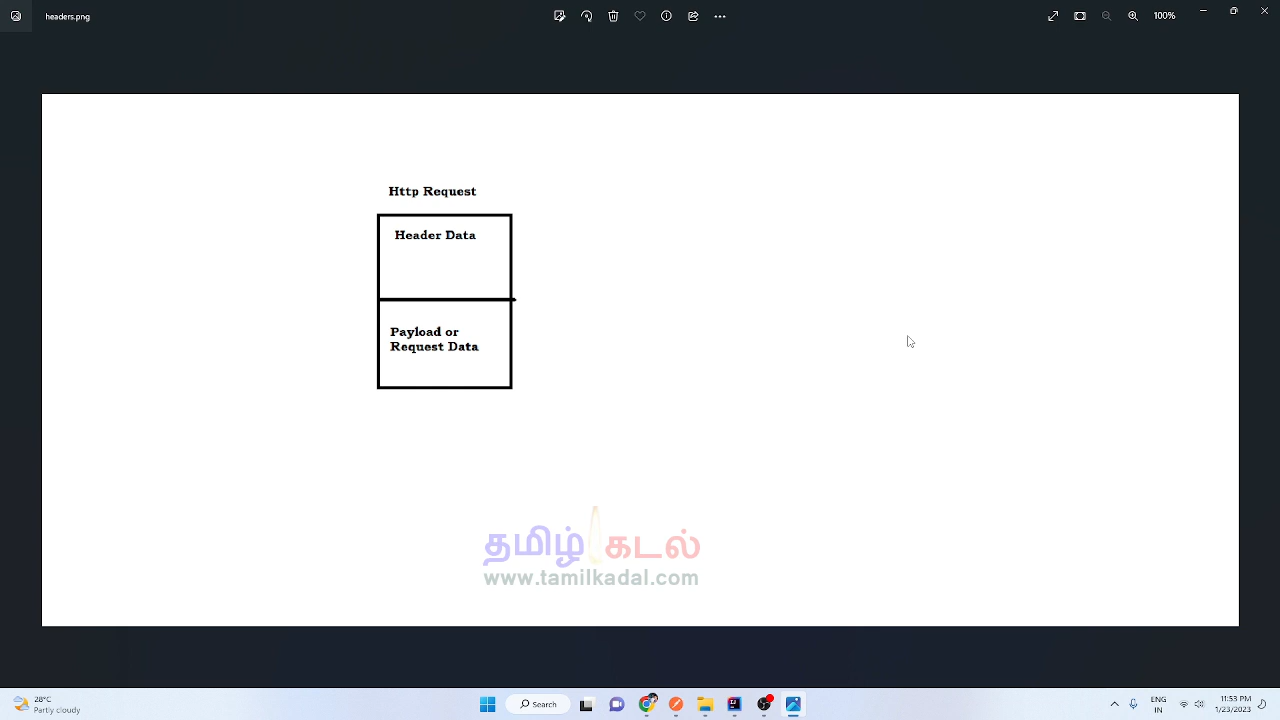 headers.png
100%
Http Request
Header Data
Payload or
Request Data
தமிழ் கடல்
www.tamilkadal.com
28°C
Partly cloudy
Search
ENG
IN
11:53 PM
1/23/2023